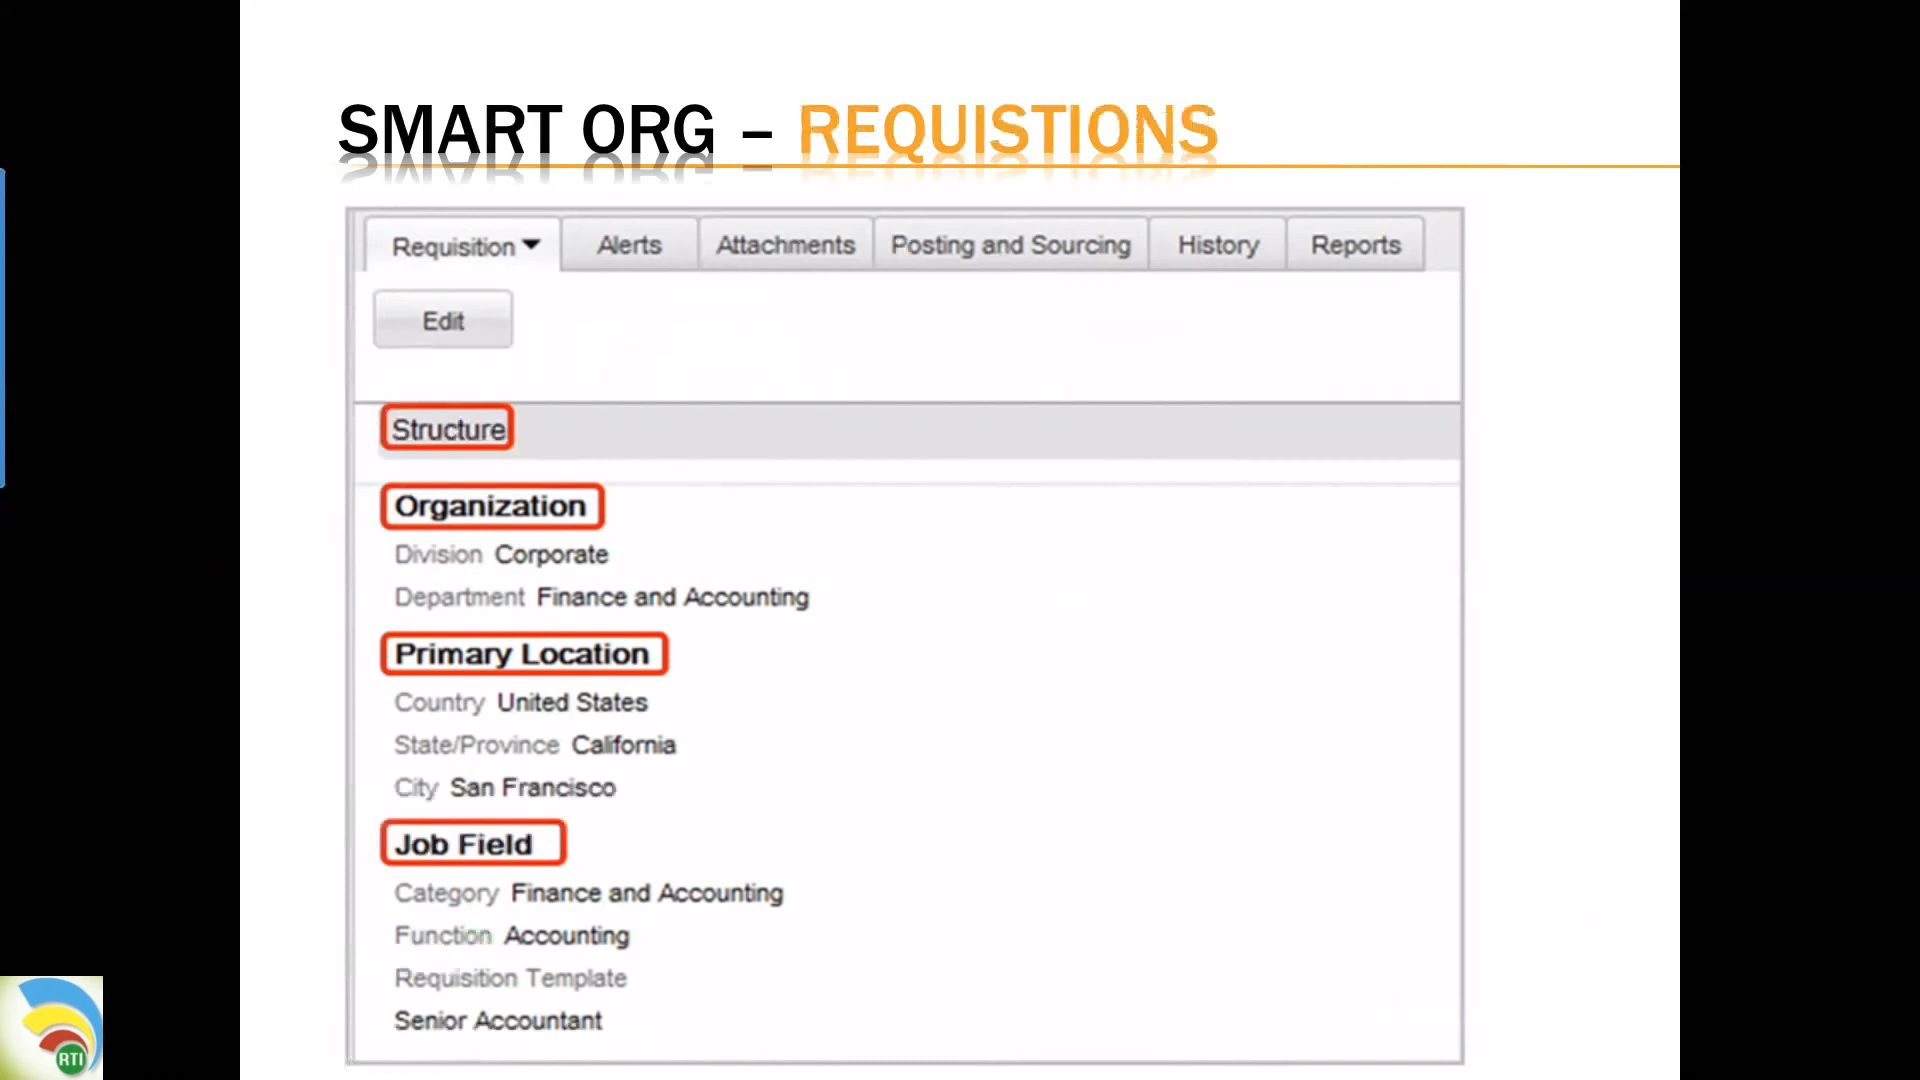 SMART ORG – REQUISTIONS
Requisition Alerts Attachments Posting and Sourcing History Reports
Edit
Structure
Organization
Division Corporate
Department Finance and Accounting
Primary Location
Country United States
State/Province California
City San Francisco
Job Field
Category Finance and Accounting
Function Accounting
Requisition Template
Senior Accountant
RTI